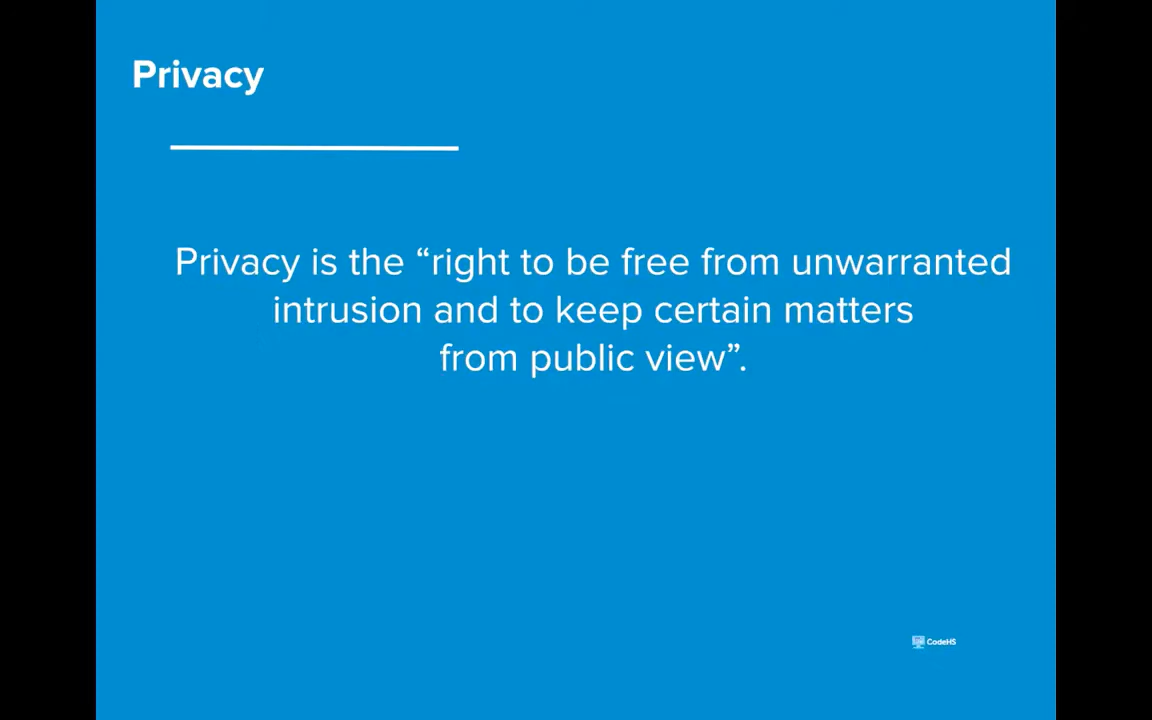 Privacy
Privacy is the “right to be free from unwarranted
intrusion and to keep certain matters
from public view”.
CodeHS